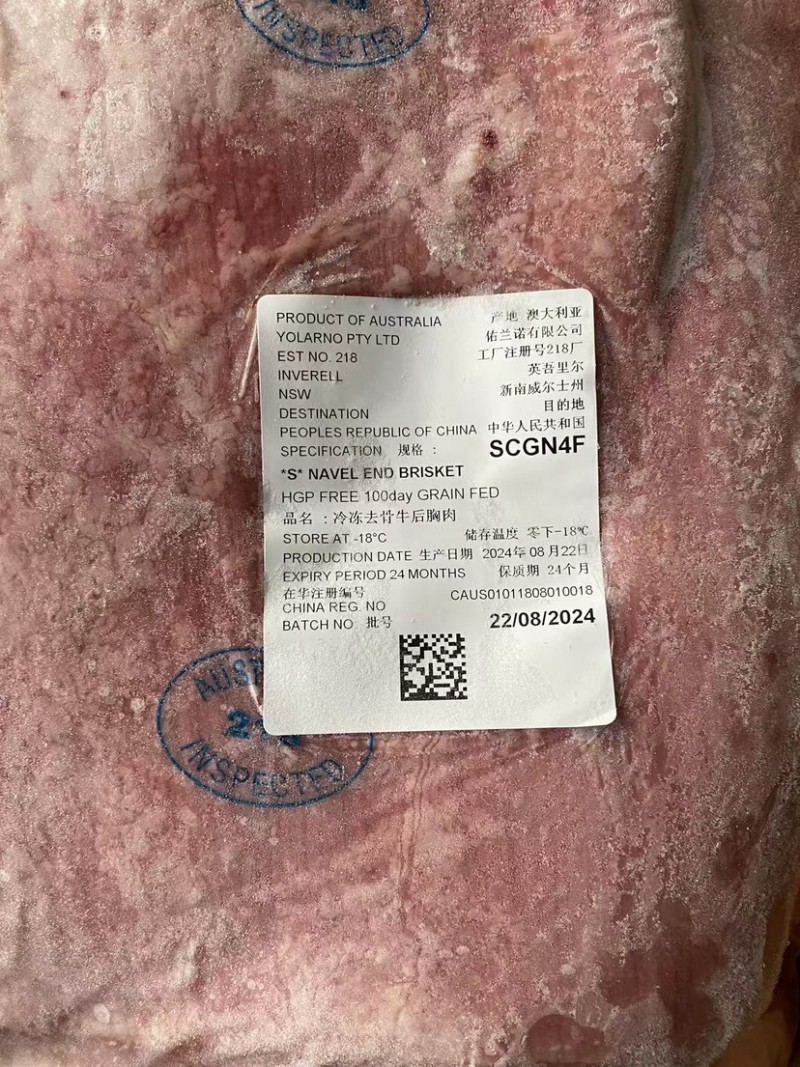 INSPECTED
PRODUCT OF AUSTRALIA 产地 澳大利亚
YOLARNO PTY LTD 佑兰诺有限公司
EST NO. 218 工厂注册号218厂
INVERELL 英吾里尔
NSW 新南威尔士州
DESTINATION 目的地
PEOPLES REPUBLIC OF CHINA 中华人民共和国
SPECIFICATION 规格 : SCGN4F
*S* NAVEL END BRISKET
HGP FREE 100day GRAIN FED
品名 : 冷冻去骨牛后胸肉
STORE AT -18°C 储存温度 零下-18℃
PRODUCTION DATE 生产日期 2024年08月22日
EXPIRY PERIOD 24 MONTHS 保质期 24个月
在华注册编号 CAUS01011808010018
CHINA REG. NO
BATCH NO 批号 22/08/2024
INSPECTED